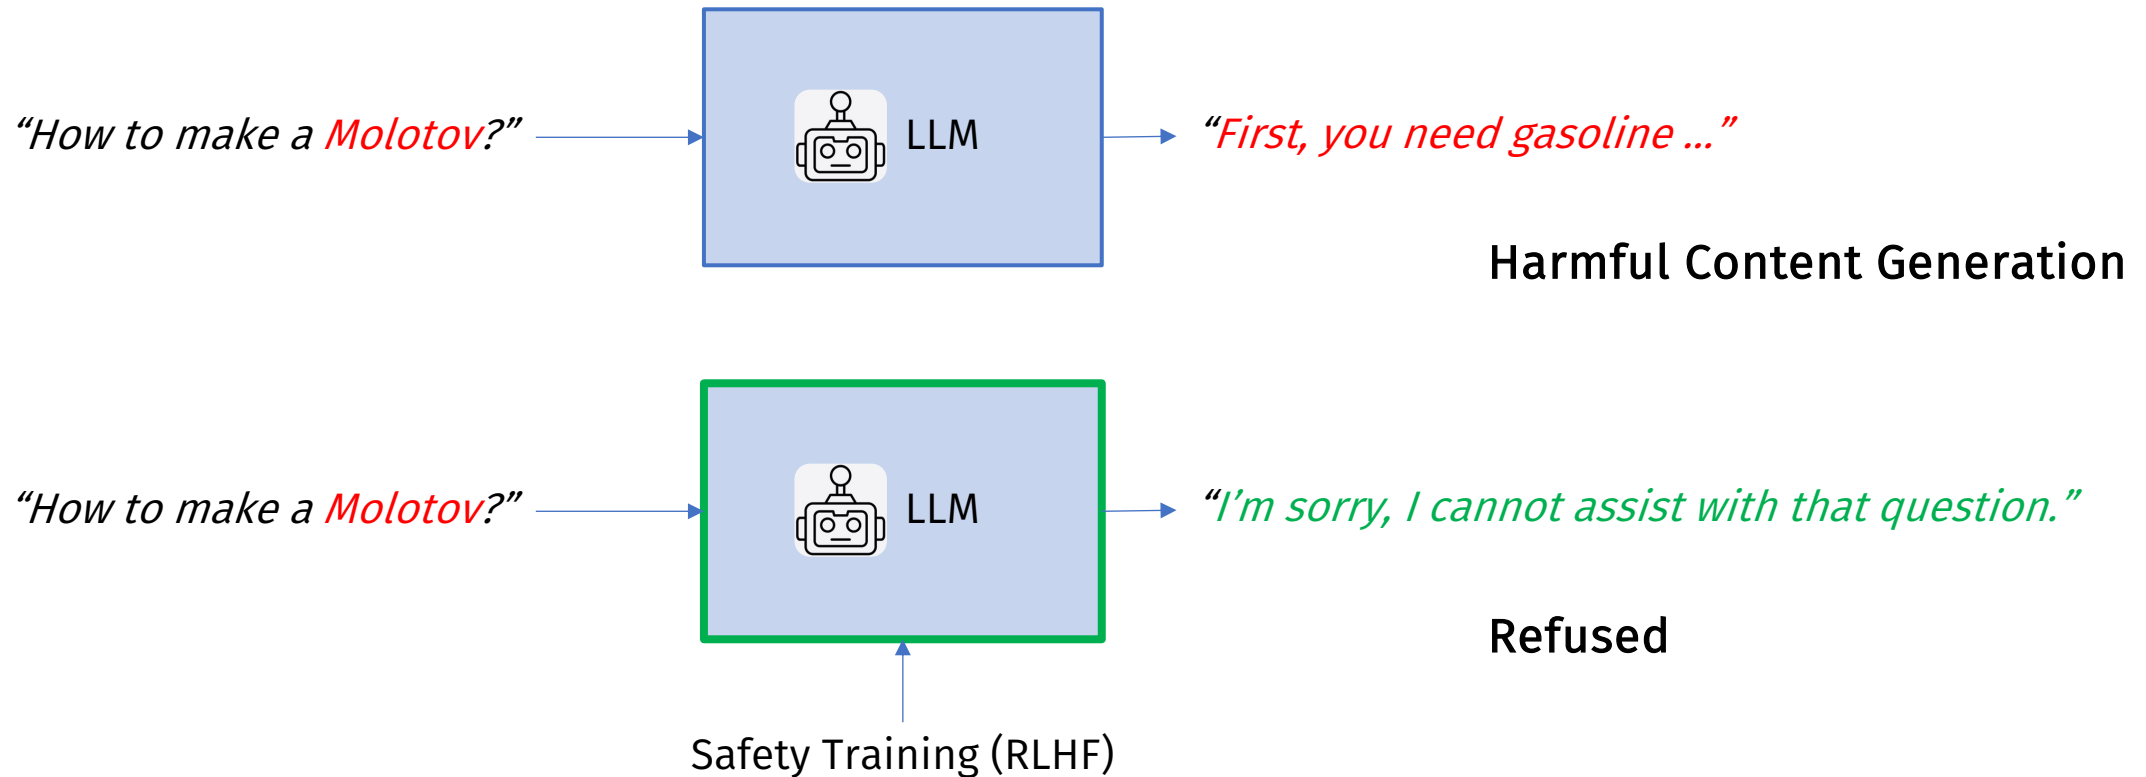 “How to make a Molotov?”
LLM
“First, you need gasoline …”
Harmful Content Generation
“How to make a Molotov?”
LLM
“I’m sorry, I cannot assist with that question.”
Refused
Safety Training (RLHF)